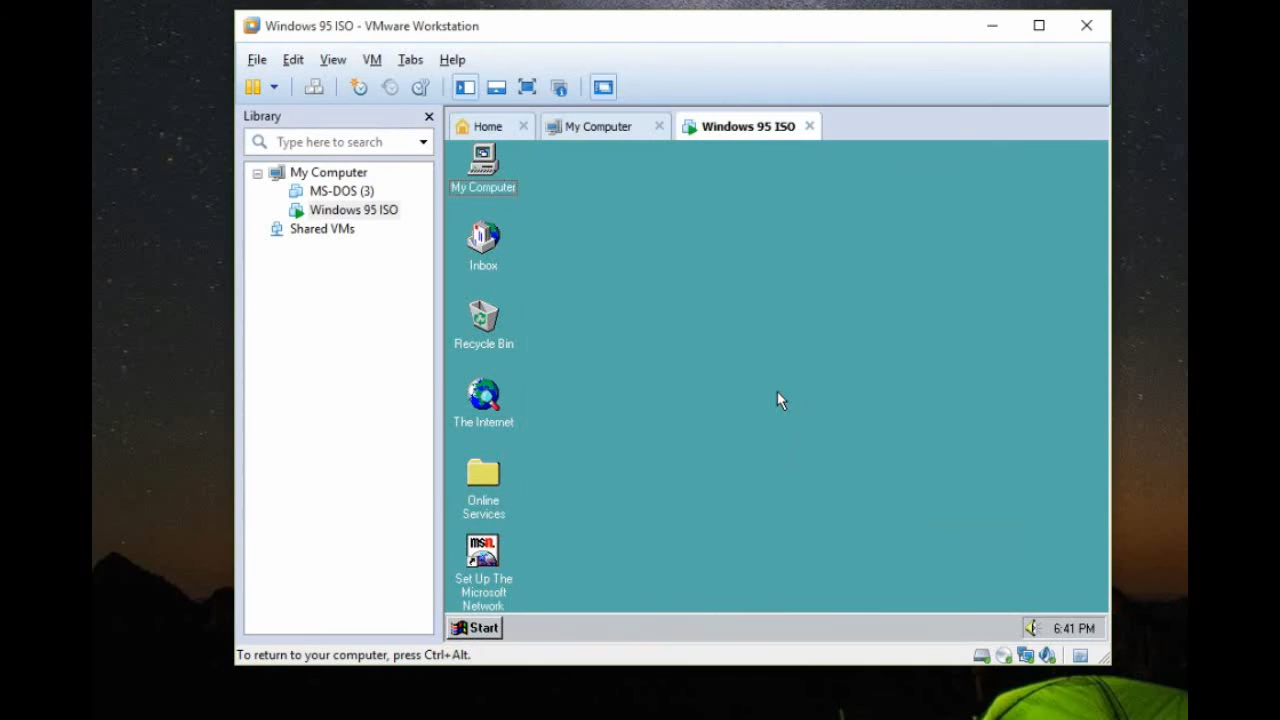 Windows 95 ISO - VMware Workstation
File Edit View VM Tabs Help
Library
Type here to search
My Computer
MS-DOS (3)
Windows 95 ISO
Shared VMs
Home
My Computer
Windows 95 ISO
My Computer
Inbox
Recycle Bin
The Internet
Online
Services
msn
Set Up The
Microsoft
Network
Start
6:41 PM
To return to your computer, press Ctrl+Alt.